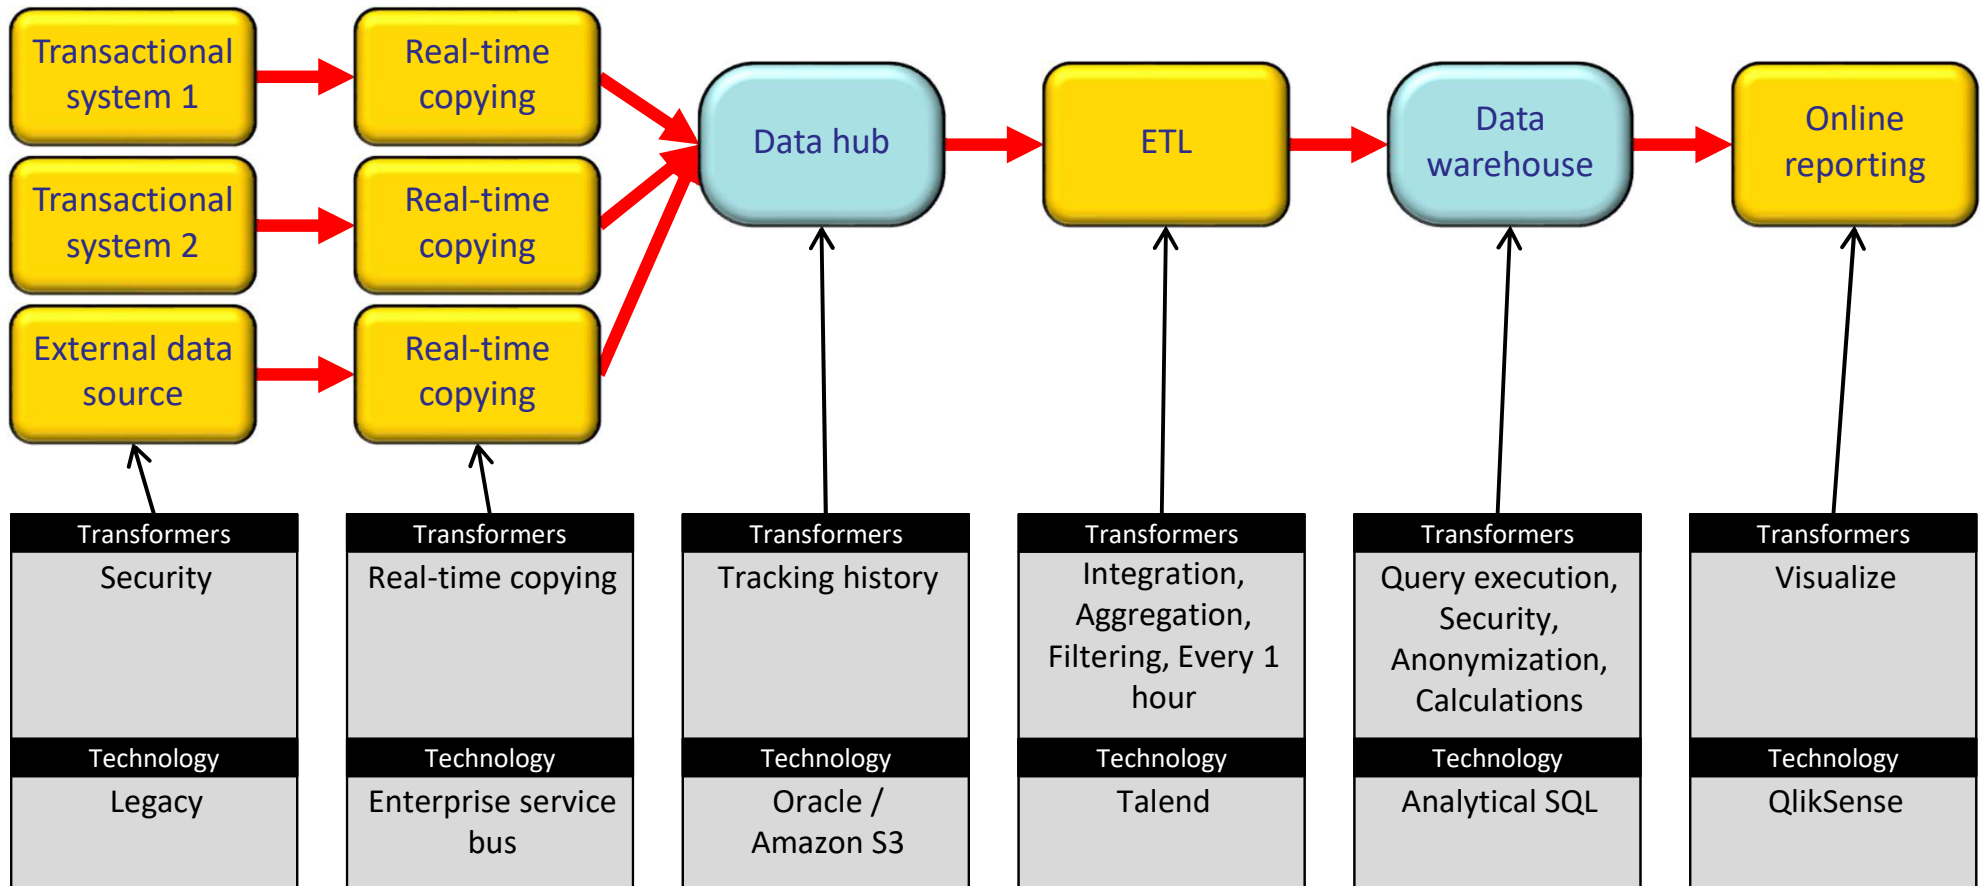 Transactional
system 1
Real-time
copying
Transactional
system 2
Real-time
copying
External data
source
Real-time
copying
Data hub
ETL
Data
warehouse
Online
reporting
Transformers
Security
Technology
Legacy
Transformers
Real-time copying
Technology
Enterprise service
bus
Transformers
Tracking history
Technology
Oracle /
Amazon S3
Transformers
Integration,
Aggregation,
Filtering, Every 1
hour
Technology
Talend
Transformers
Query execution,
Security,
Anonymization,
Calculations
Technology
Analytical SQL
Transformers
Visualize
Technology
QlikSense